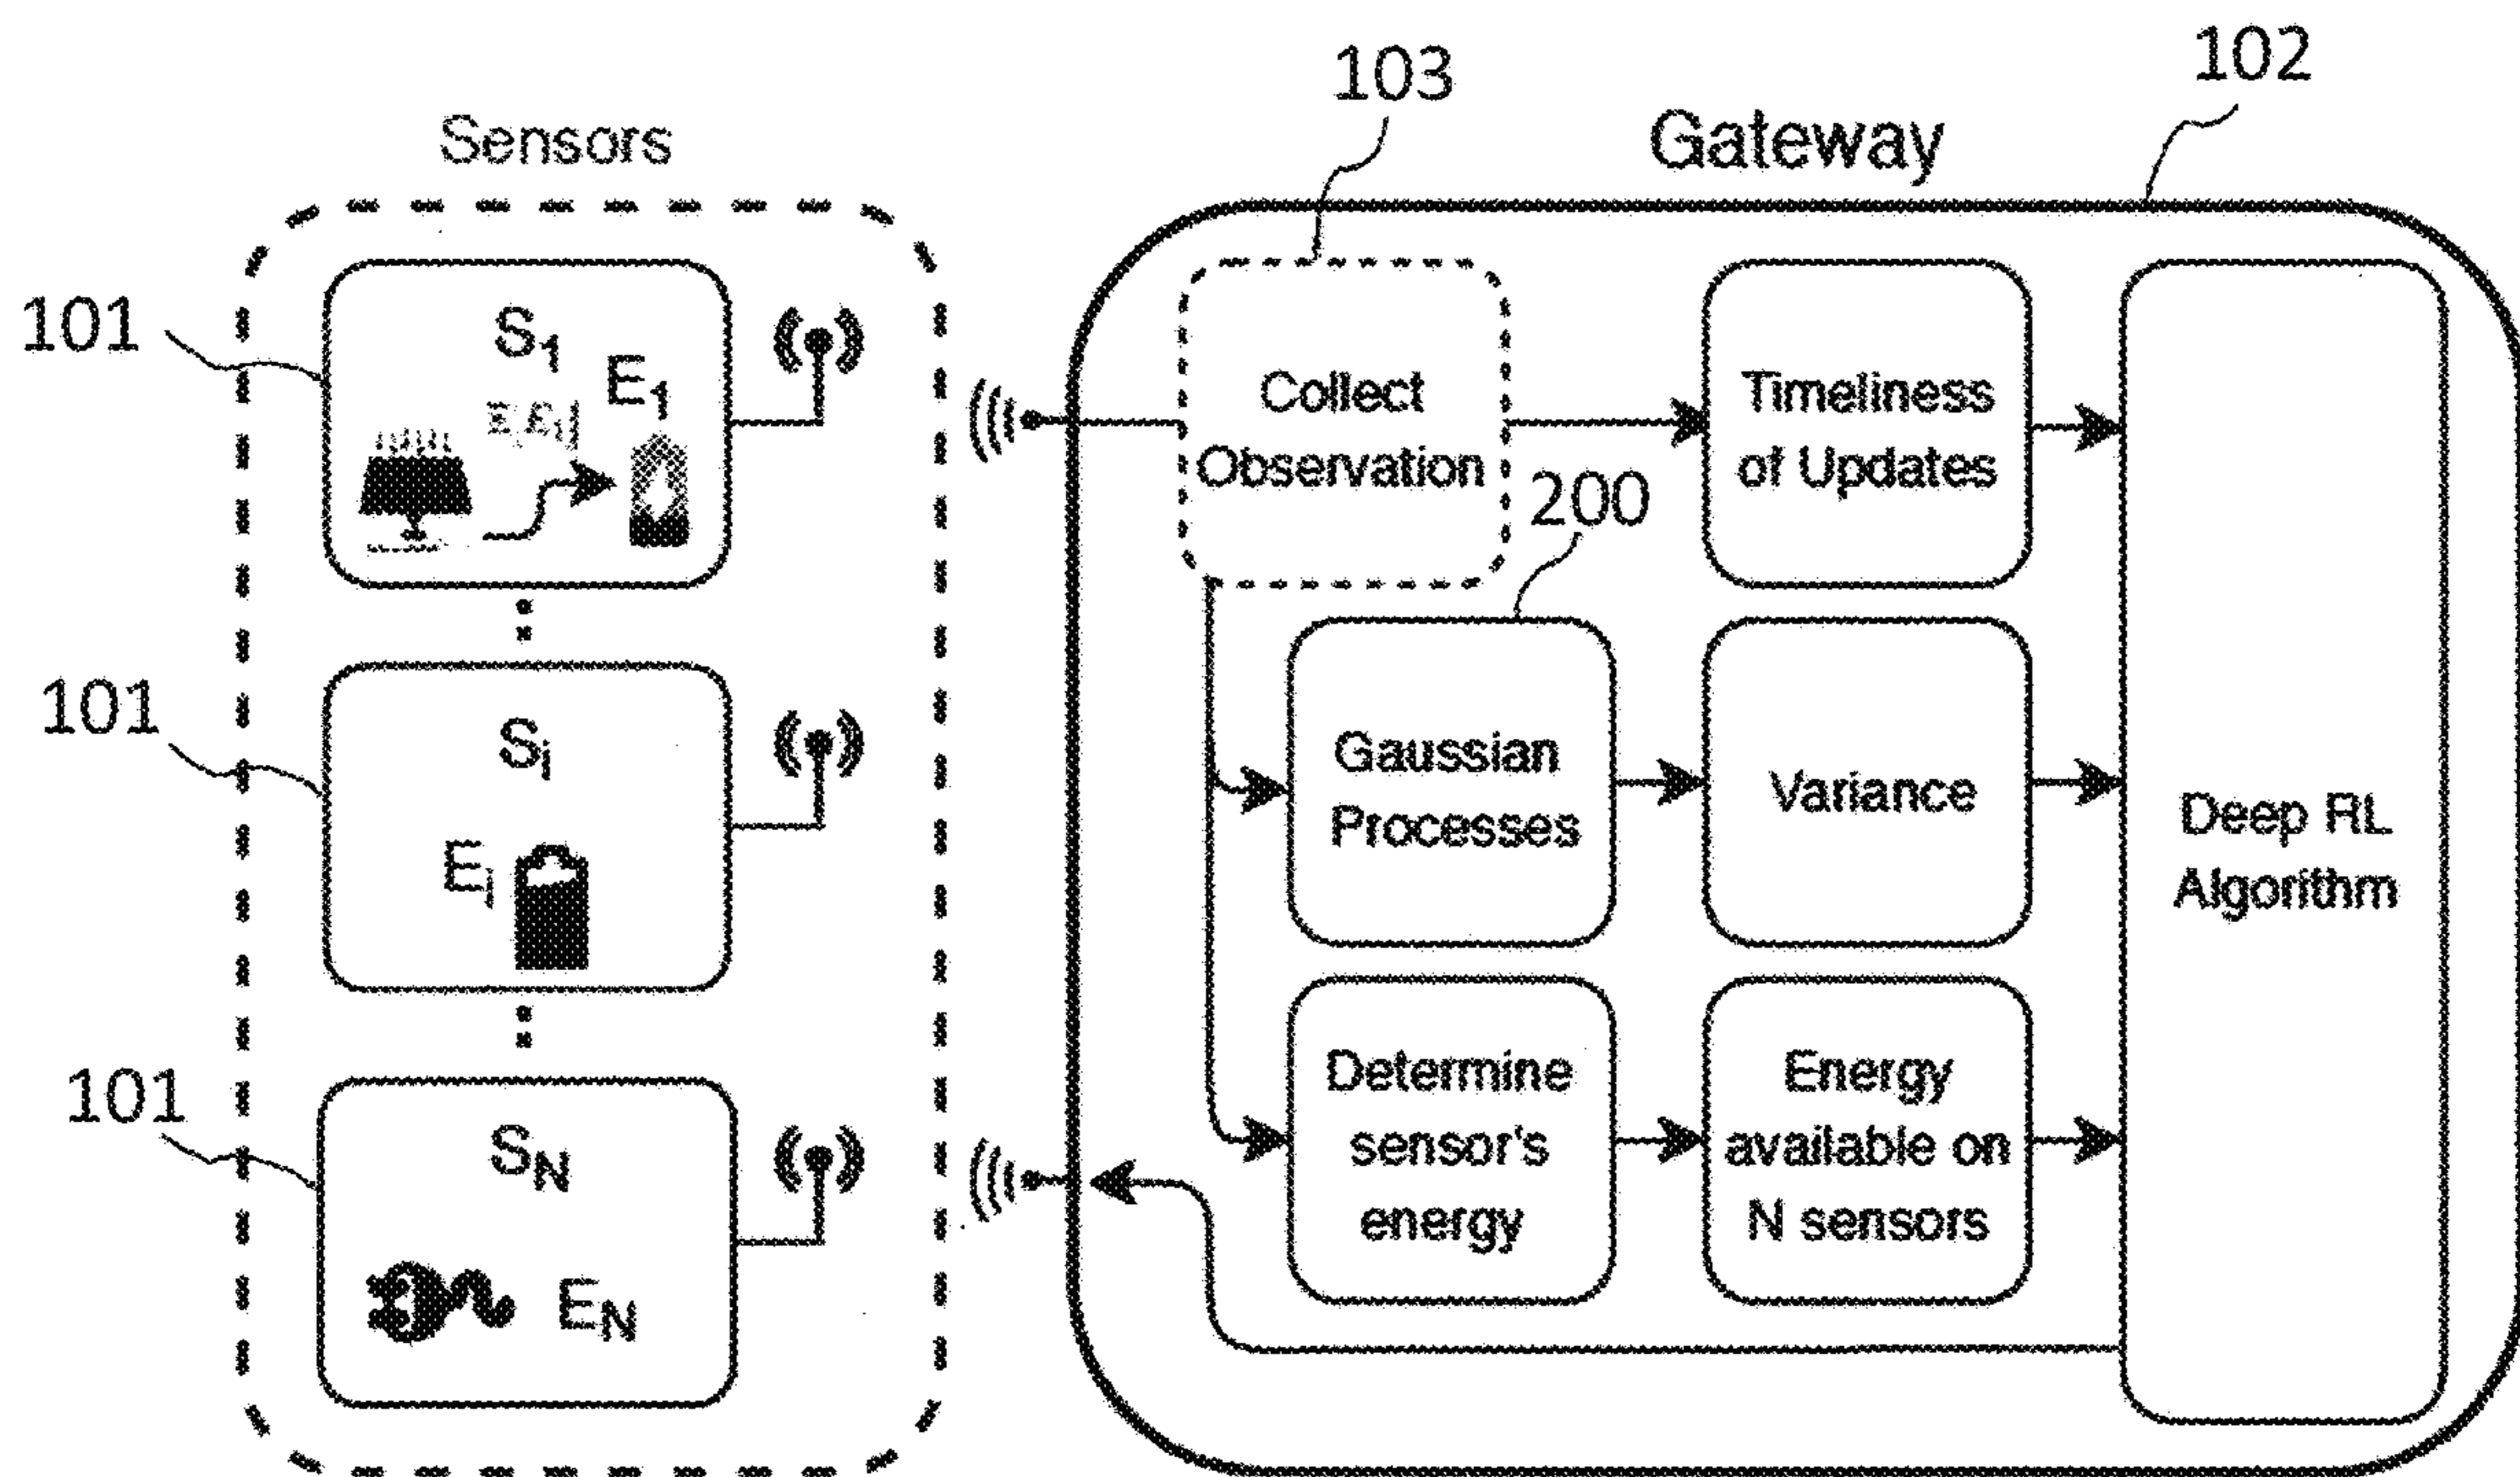 103
102
Sensors
Gateway
101
S1
E1
Collect
Observation
Timeliness
of Updates
200
101
Si
Ei
Gaussian
Processes
Variance
Deep RL
Algorithm
101
SN
EN
Determine
sensor's
energy
Energy
available on
N sensors